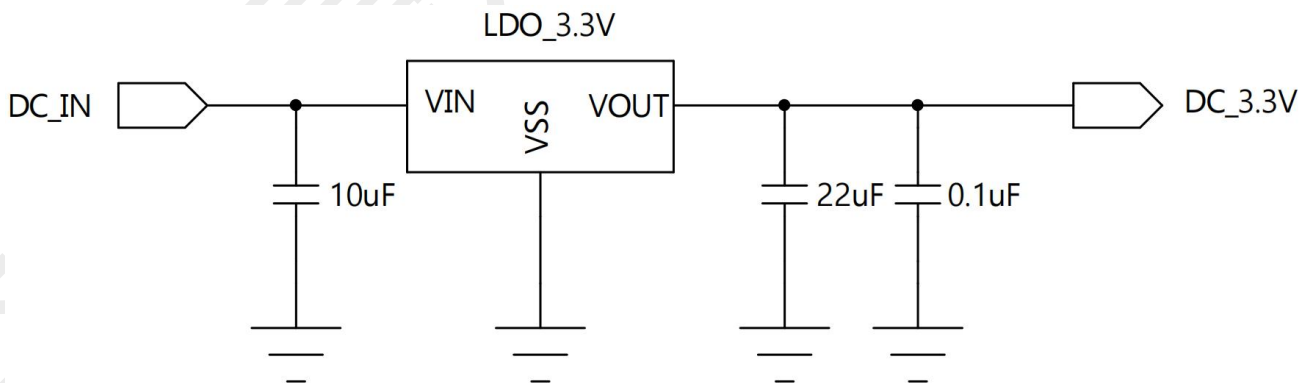 LDO_3.3V
DC_IN
VIN
VSS
VOUT
DC_3.3V
10uF
22uF
0.1uF